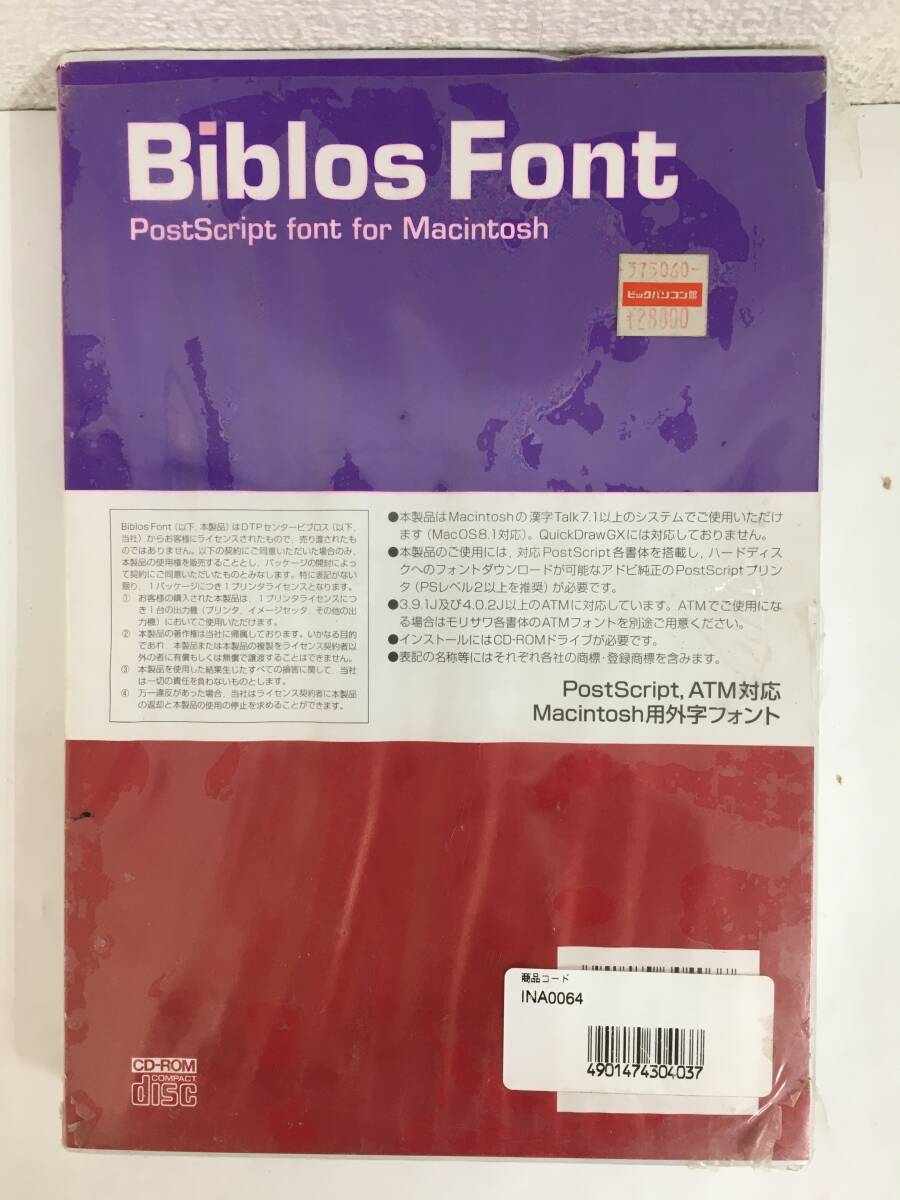 Biblos Font
PostScript font for Macintosh
375060-
ビックパソコン館
¥28800
Biblos Font(以下、本製品)はDTPセンタービブロス(以下、
当社)からお客様にライセンスされたもので、売り渡されたも
のではありません。以下の契約にご同意いただいた場合のみ、
本製品の使用権を販売することとし、パッケージの開封によっ
て契約にご同意いただいたものとみなします。特に表記がない
限り、1パッケージにつき1プリンタライセンスとなります。
① お客様の購入された本製品は、1プリンタライセンスにつ
き1台の出力機(プリンタ、イメージセッタ、その他の出
力機)においてご使用いただけます。
② 本製品の著作権は当社に帰属しております。いかなる目的
であれ、本製品または本製品の複製をライセンス契約者以
外の者に有償もしくは無償で譲渡することはできません。
③ 本製品を使用した結果生じたすべての損害に関して、当社
は一切の責任を負わないものとします。
④ 万一違反があった場合、当社はライセンス契約者に本製品
の返却と本製品の使用の停止を求めることができます。
●本製品はMacintoshの漢字Talk7.1以上のシステムでご使用いただけ
ます(MacOS8.1対応)。QuickDrawGXには対応しておりません。
●本製品のご使用には、対応PostScript各書体を搭載し、ハードディス
クへのフォントダウンロードが可能なアドビ純正のPostScriptプリン
タ(PSレベル2以上を推奨)が必要です。
●3.9.1J及び4.0.2J以上のATMに対応しています。ATMでご使用にな
る場合はモリサワ各書体のATMフォントを別途ご用意ください。
●インストールにはCD-ROMドライブが必要です。
●表記の名称等にはそれぞれ各社の商標・登録商標を含みます。
PostScript, ATM対応
Macintosh用外字フォント
商品コード
INA0064
4901474304037
CD-ROM
COMPACT
disc